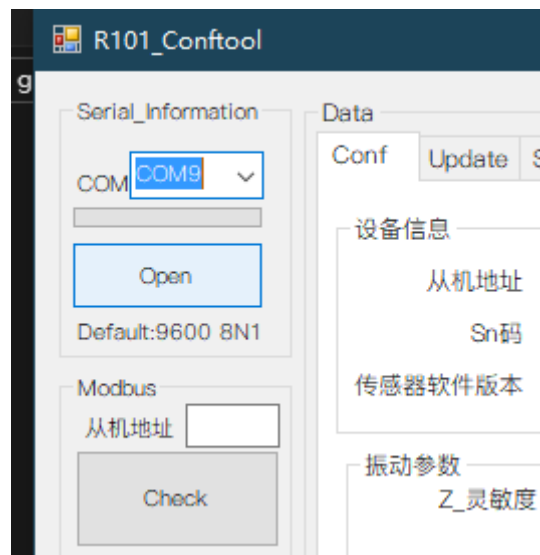 R101_Conftool
g
Serial_Information
COM COM9
Open
Default:9600 8N1
Modbus
从机地址
Check
Data
Conf Update S
设备信息
从机地址
Sn码
传感器软件版本
振动参数
Z_灵敏度